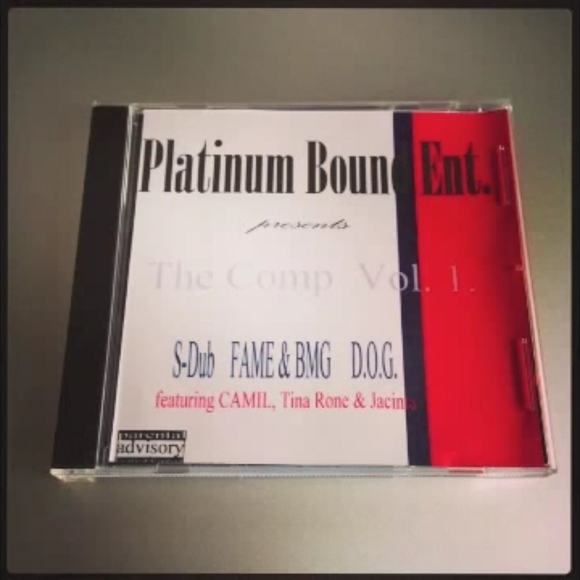 Platinum Bound Ent.
presents
The Comp Vol. 1.
S-Dub FAME & BMG D.O.G.
featuring CAMIL, Tina Rone &
parental
advisory